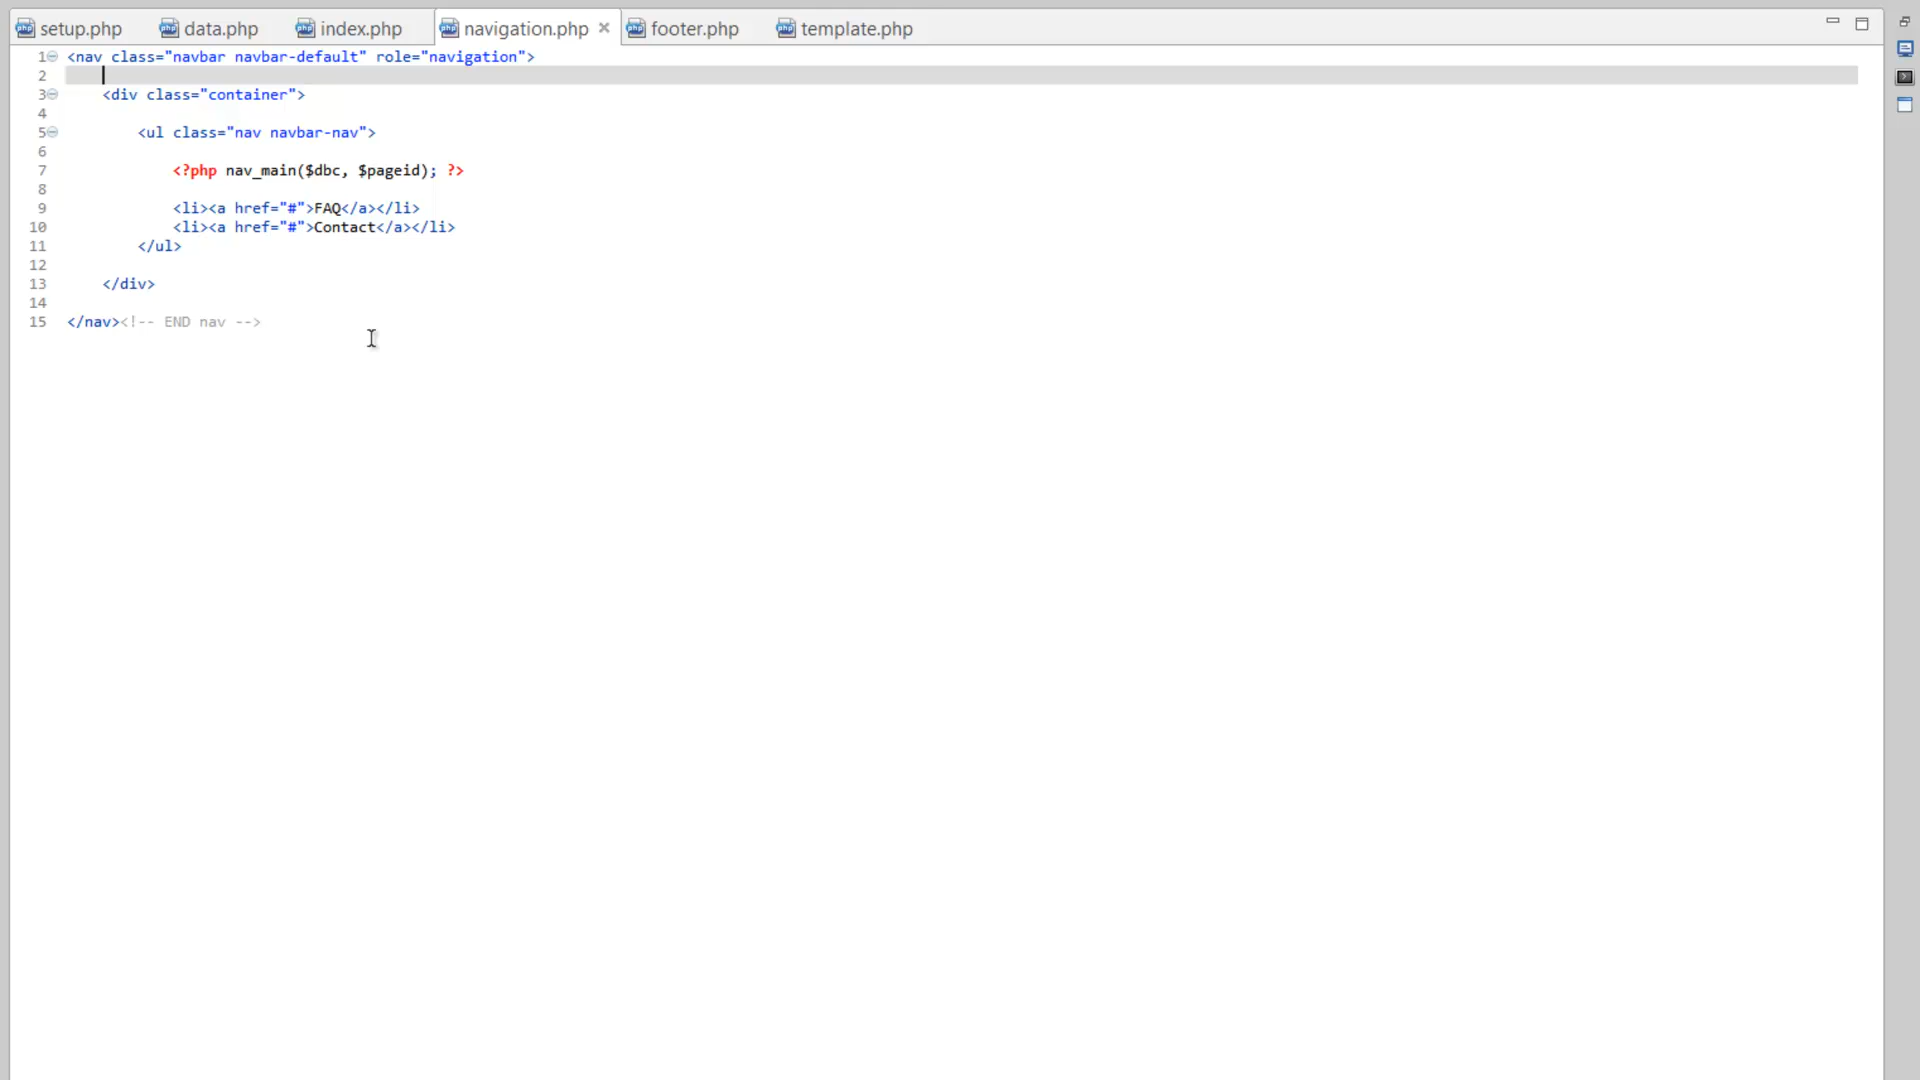 setup.php data.php index.php navigation.php footer.php template.php
1 <nav class="navbar navbar-default" role="navigation">
2
3     <div class="container">
4
5         <ul class="nav navbar-nav">
6
7             <?php nav_main($dbc, $pageid); ?>
8
9             <li><a href="#">FAQ</a></li>
10             <li><a href="#">Contact</a></li>
11         </ul>
12
13     </div>
14
15 </nav><!-- END nav -->